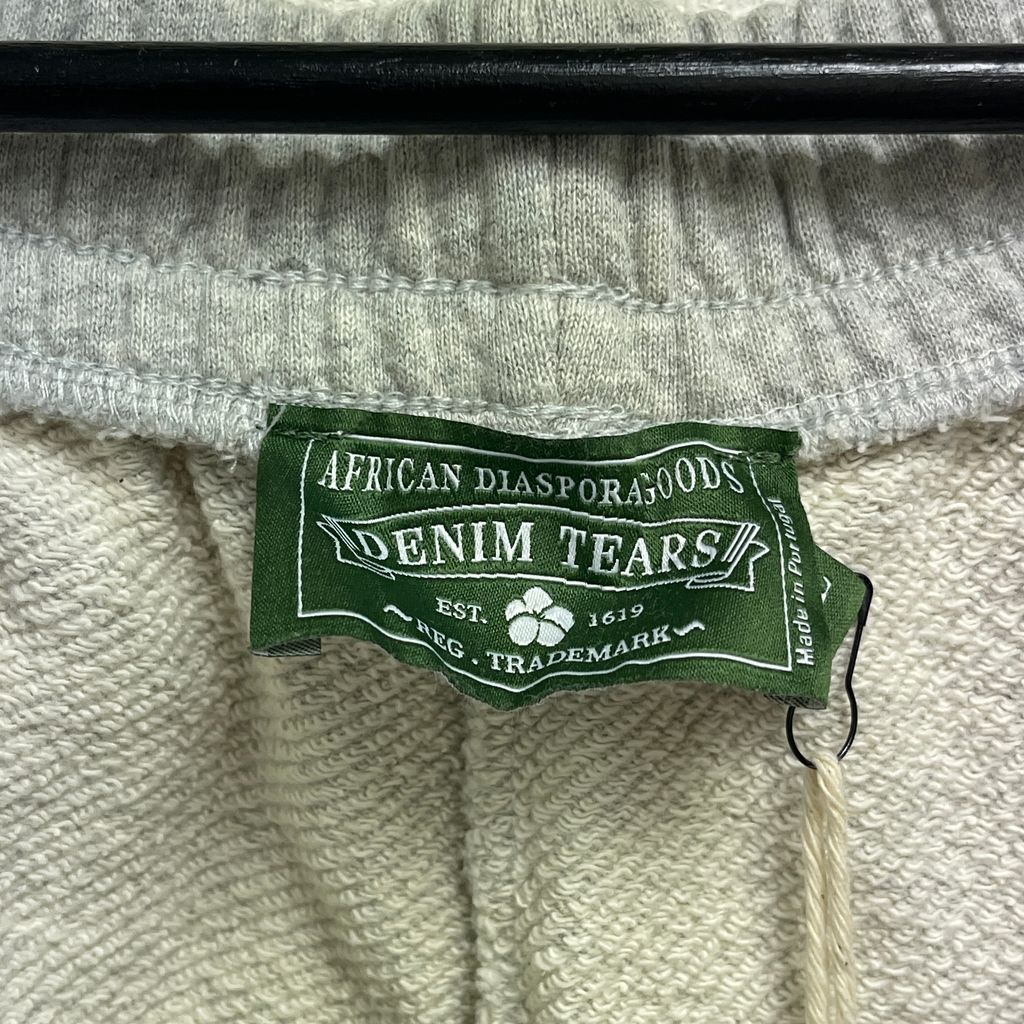 AFRICAN DIASPORA GOODS
DENIM TEARS
EST. 1619
REG. TRADEMARK
Made in Portugal